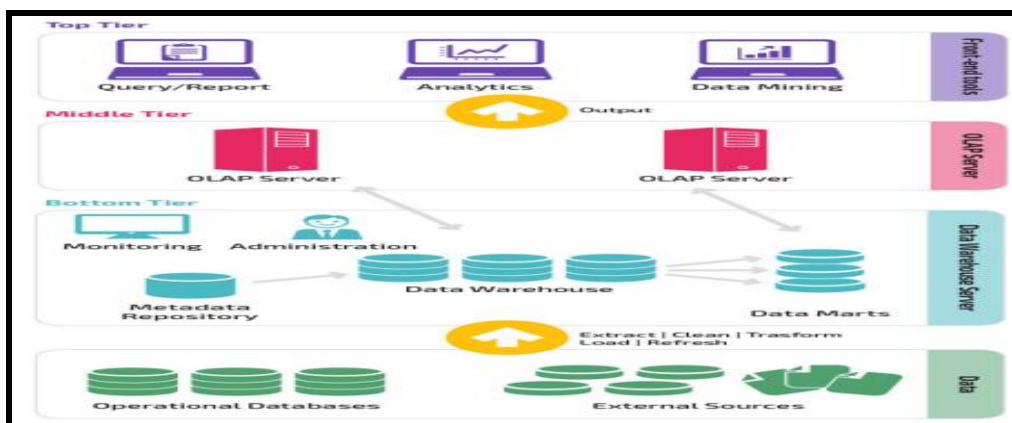 Top Tier
Query/Report
Analytics
Data Mining
Front-end tools
Output
Middle Tier
OLAP Server
OLAP Server
OLAP Server
Bottom Tier
Monitoring
Administration
Data Warehouse
Metadata
Repository
Data Marts
Data Warehouse Server
Extract | Clean | Trasform
Load | Refresh
Operational Databases
External Sources
Data